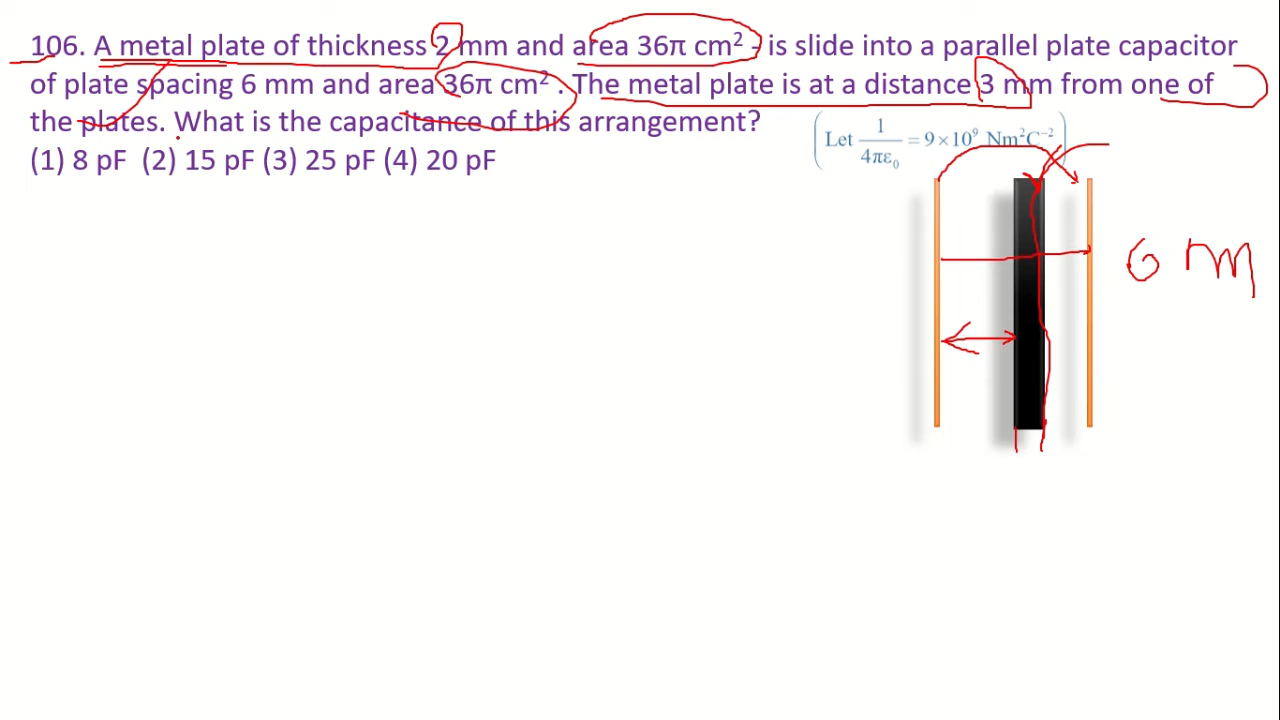 106. A metal plate of thickness 2 mm and area 36π cm² - is slide into a parallel plate capacitor
of plate spacing 6 mm and area 36π cm² . The metal plate is at a distance 3 mm from one of
the plates. What is the capacitance of this arrangement?
(Let 1/4πε₀ = 9×10⁹ Nm²C⁻²)
(1) 8 pF (2) 15 pF (3) 25 pF (4) 20 pF
6 m